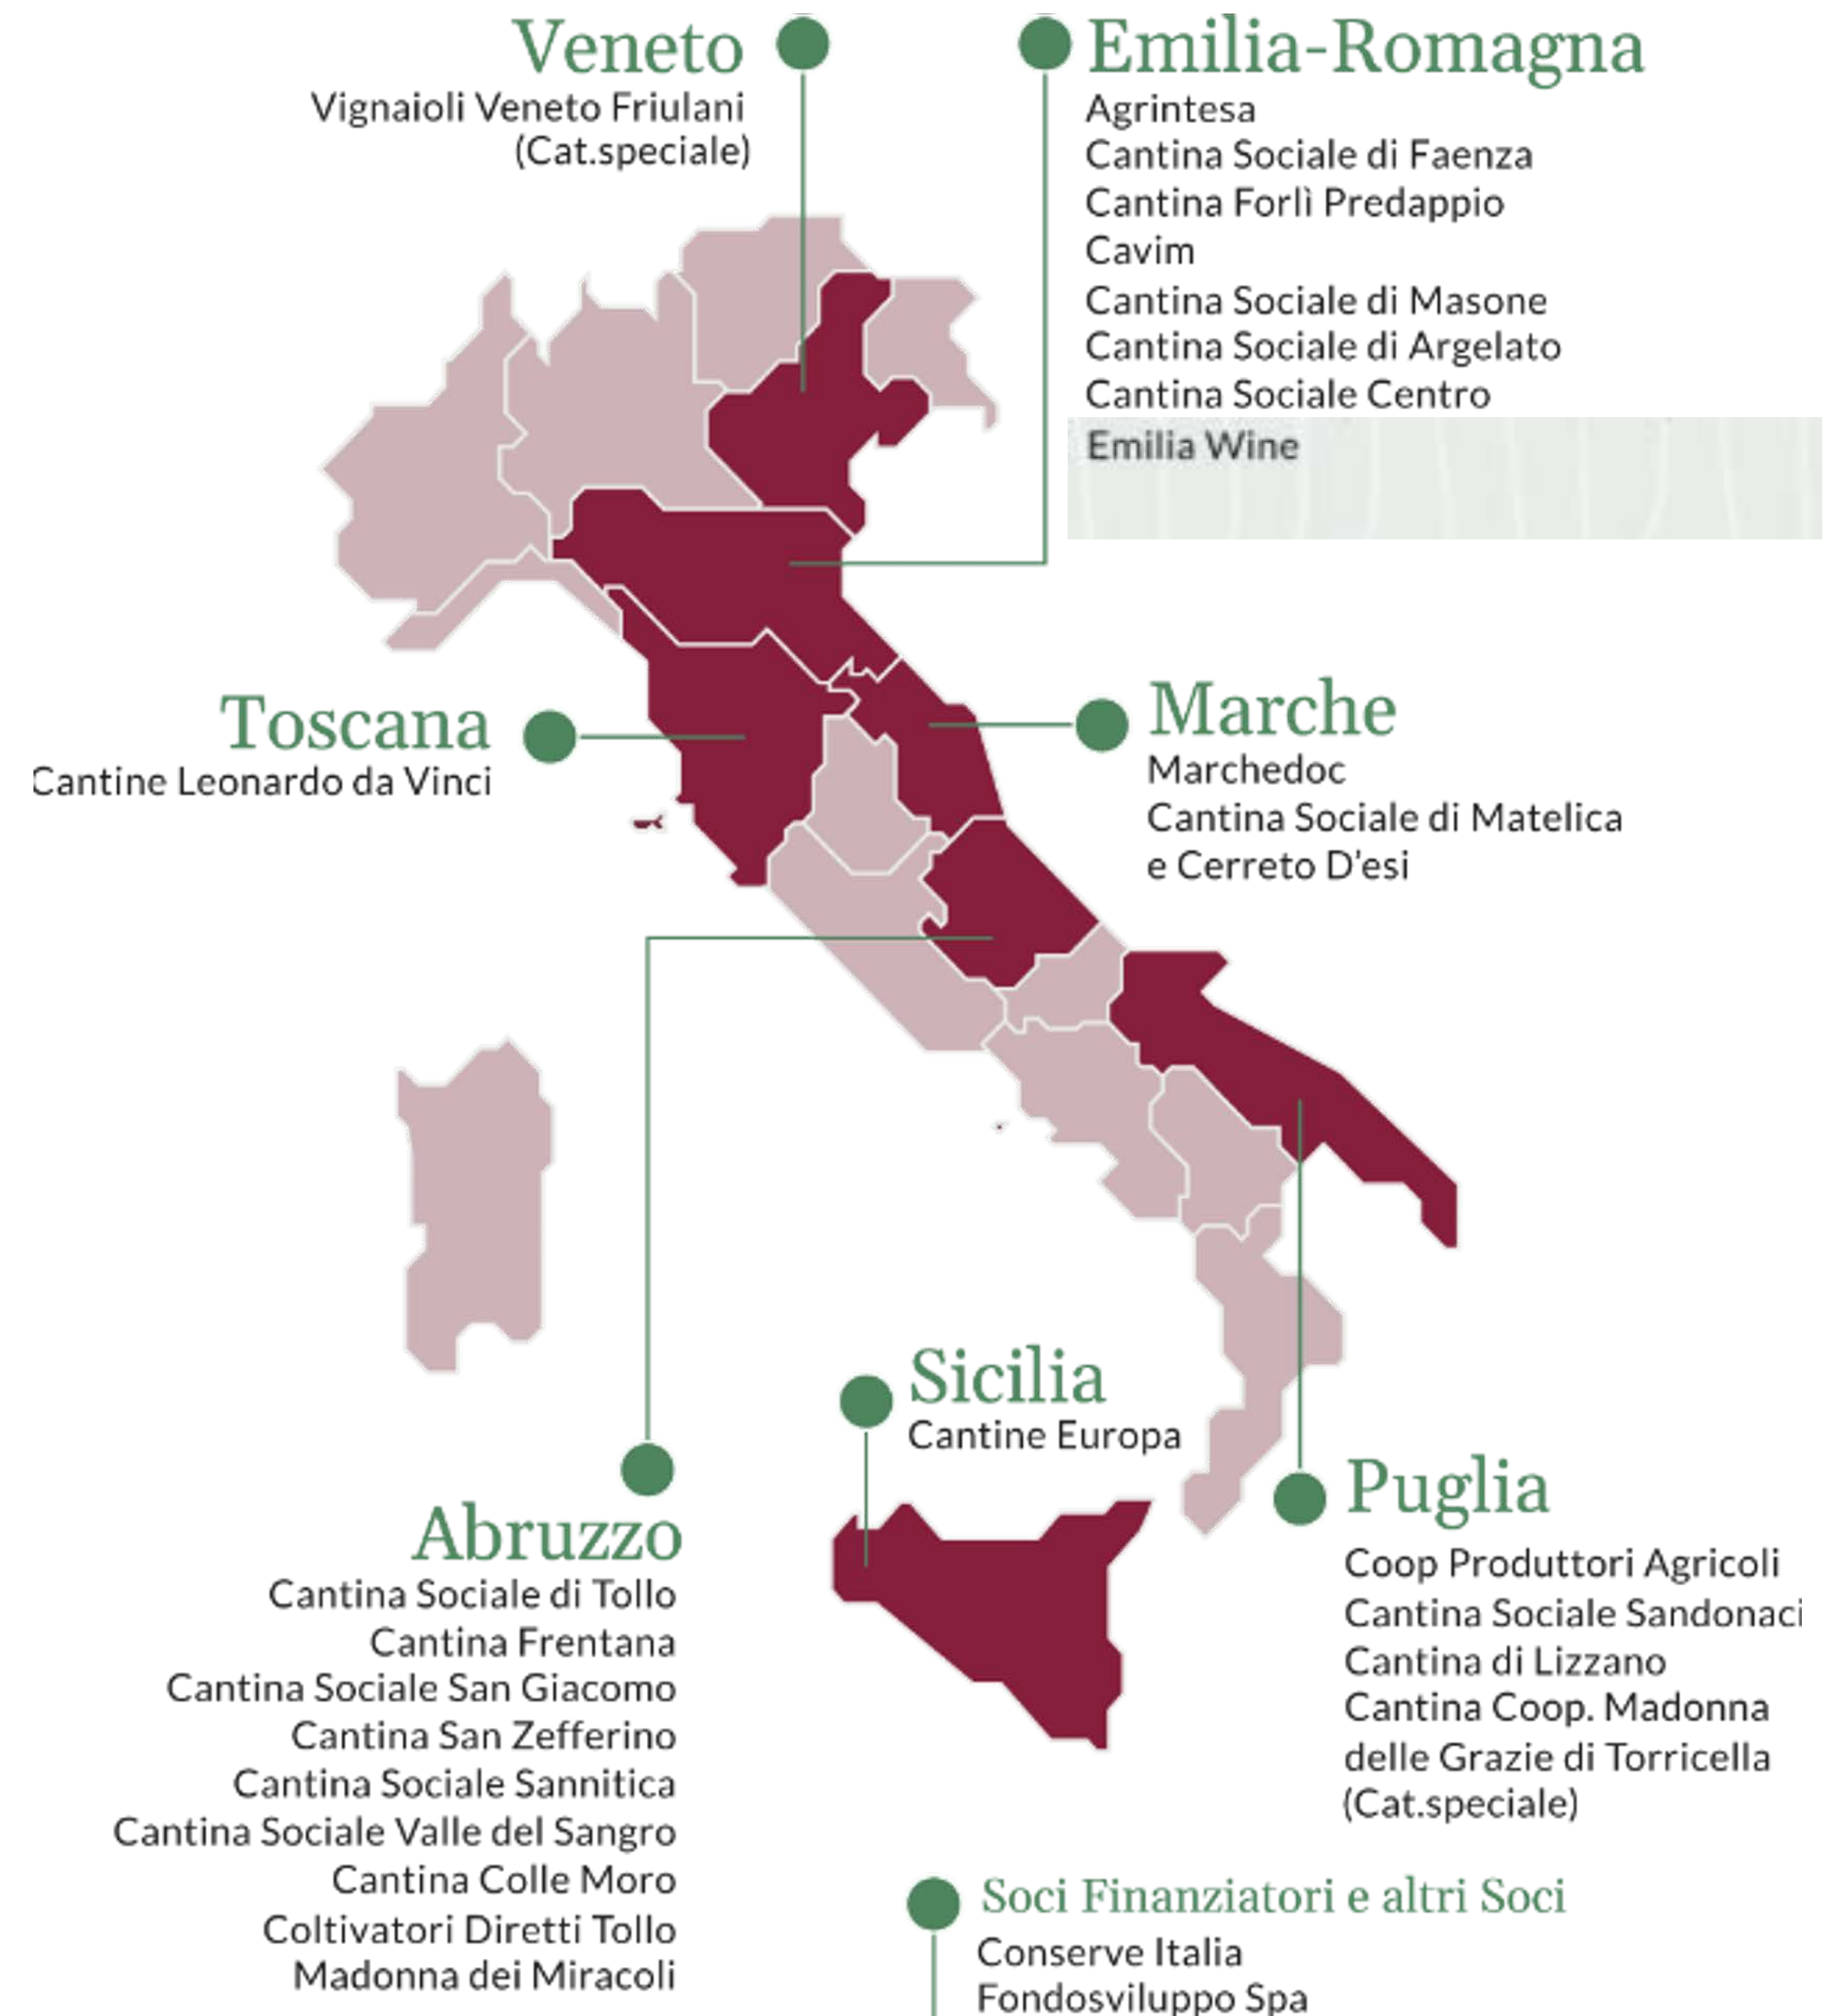 Veneto
Vignaioli Veneto Friulani
(Cat.speciale)
Emilia-Romagna
Agrintesa
Cantina Sociale di Faenza
Cantina Forlì Predappio
Cavim
Cantina Sociale di Masone
Cantina Sociale di Argelato
Cantina Sociale Centro
Emilia Wine
Toscana
Cantine Leonardo da Vinci
Marche
Marchedoc
Cantina Sociale di Matelica
e Cerreto D'esi
Sicilia
Cantine Europa
Abruzzo
Cantina Sociale di Tollo
Cantina Frentana
Cantina Sociale San Giacomo
Cantina San Zefferino
Cantina Sociale Sannitica
Cantina Sociale Valle del Sangro
Cantina Colle Moro
Coltivatori Diretti Tollo
Madonna dei Miracoli
Puglia
Coop Produttori Agricoli
Cantina Sociale Sandonaci
Cantina di Lizzano
Cantina Coop. Madonna
delle Grazie di Torricella
(Cat.speciale)
Soci Finanziatori e altri Soci
Conserve Italia
Fondosviluppo Spa